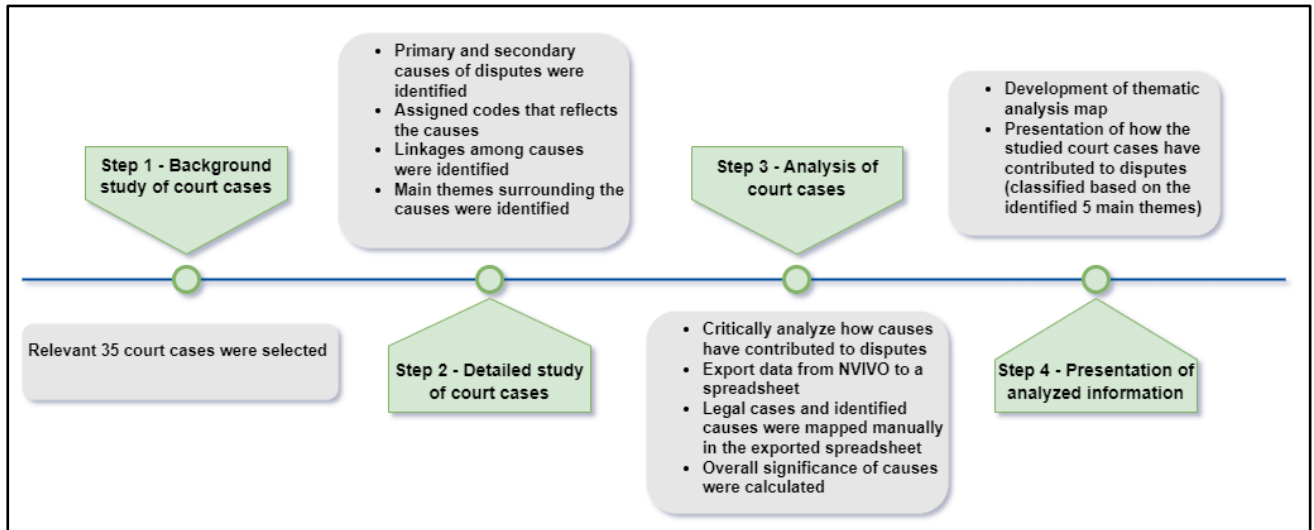 Step 1 - Background
study of court cases
Relevant 35 court cases were selected
• Primary and secondary
causes of disputes were
identified
• Assigned codes that reflects
the causes
• Linkages among causes
were identified
• Main themes surrounding the
causes were identified
Step 2 - Detailed study
of court cases
Step 3 - Analysis of
court cases
• Critically analyze how causes
have contributed to disputes
• Export data from NVIVO to a
spreadsheet
• Legal cases and identified
causes were mapped manually
in the exported spreadsheet
• Overall significance of causes
were calculated
• Development of thematic
analysis map
• Presentation of how the
studied court cases have
contributed to disputes
(classified based on the
identified 5 main themes)
Step 4 - Presentation of
analyzed information